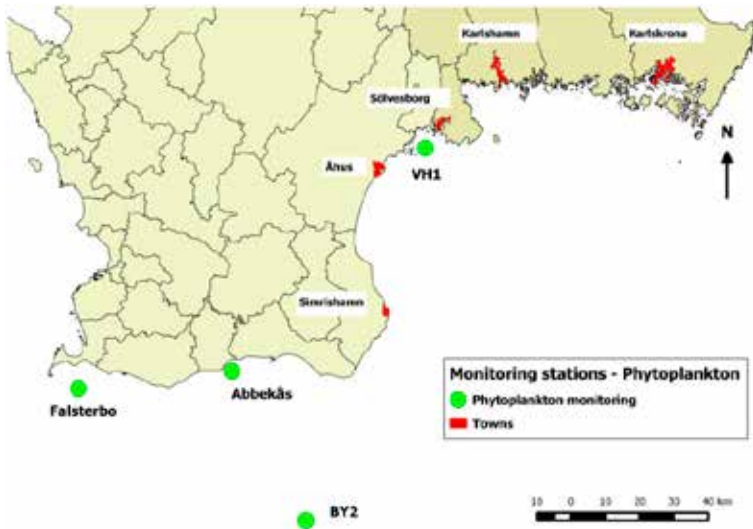 Karlshamn
Karlskrona
Sölvesborg
N
Åhus
VH1
Simrishamn
Monitoring stations - Phytoplankton
Phytoplankton monitoring
Towns
Abbekås
Falsterbo
BY2
10 0 10 20 30 40 km